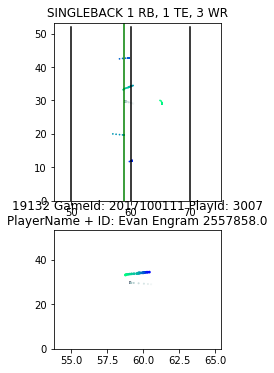 SINGLEBACK 1 RB, 1 TE, 3 WR
50
40
30
20
10
0
50 60 70
19132 GameId: 2017100111 PlayId: 3007
PlayerName + ID: Evan Engram 2557858.0
40
20
0
55.0 57.5 60.0 62.5 65.0